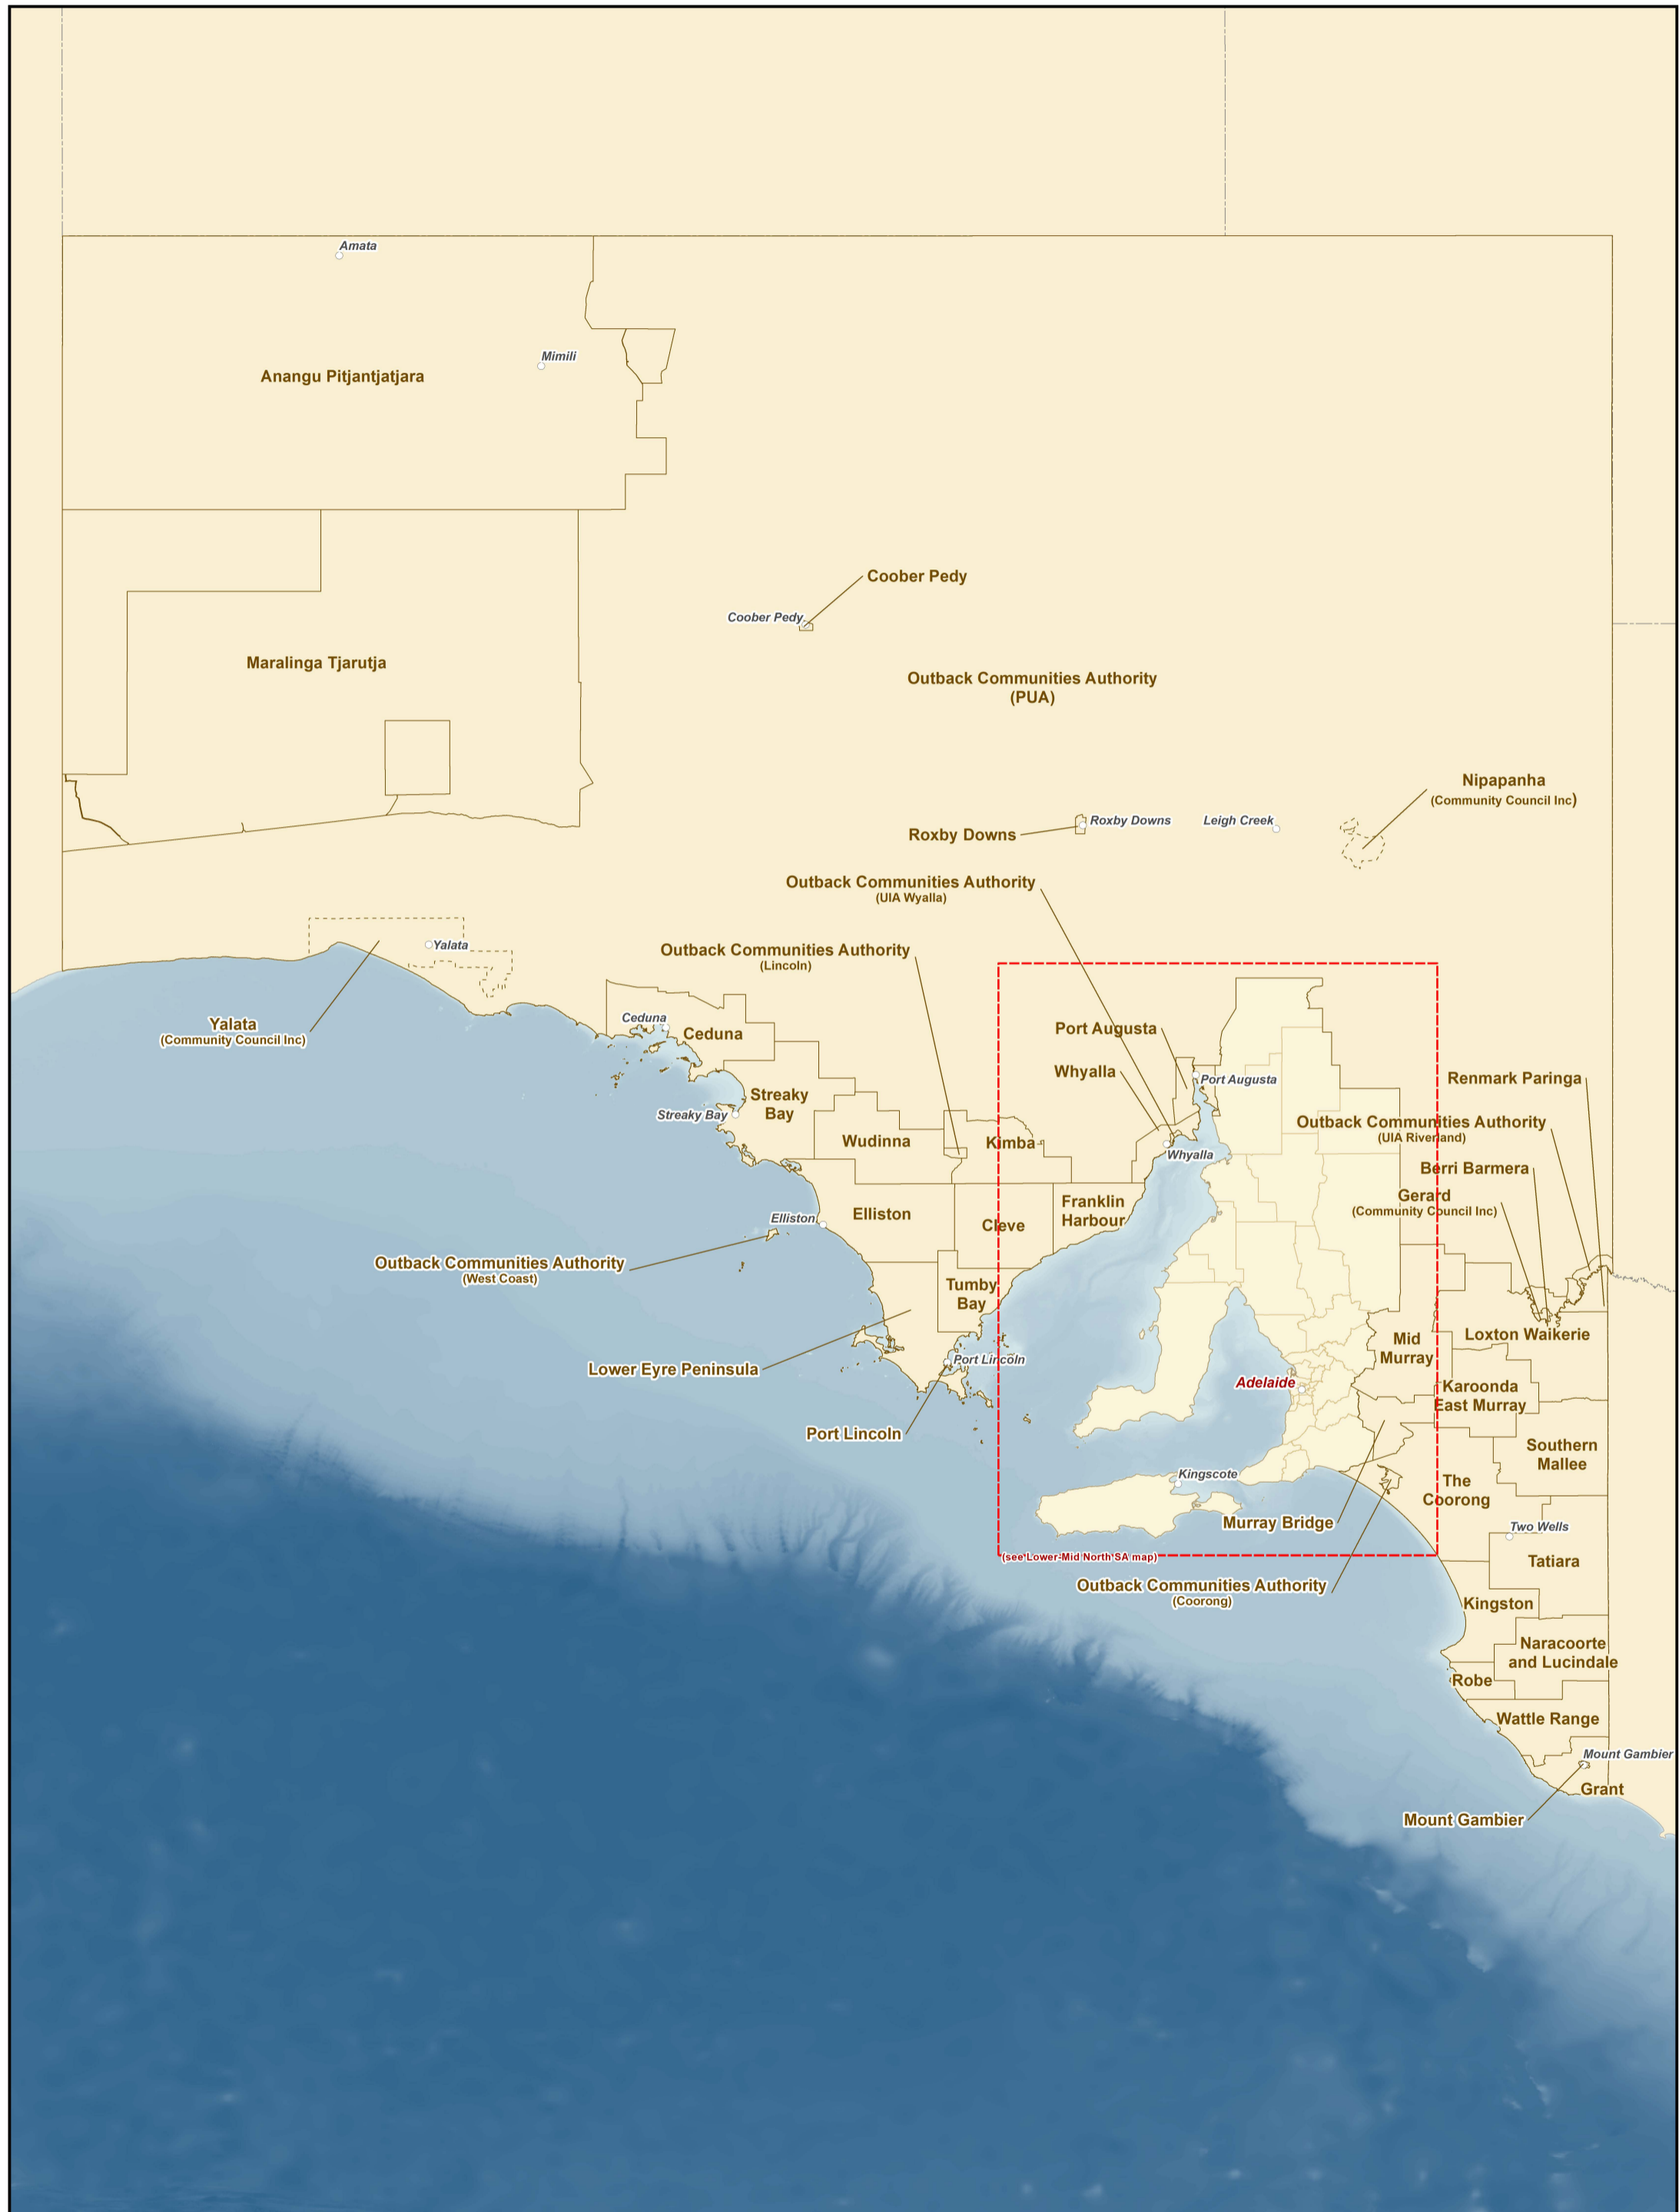 Amata
Mimili
Anangu Pitjantjatjara
Coober Pedy
Coober Pedy
Maralinga Tjarutja
Outback Communities Authority
(PUA)
Nipapanha
(Community Council Inc)
Roxby Downs
Leigh Creek
Roxby Downs
Outback Communities Authority
(UIA Wyalla)
Yalata
Outback Communities Authority
(Lincoln)
Yalata
(Community Council Inc)
Ceduna
Ceduna
Port Augusta
Whyalla
Port Augusta
Renmark Paringa
Streaky
Bay
Streaky Bay
Outback Communities Authority
(UIA Riverland)
Wudinna
Kimba
Whyalla
Berri Barmera
Gerard
(Community Council Inc)
Franklin
Harbour
Elliston
Elliston
Cleve
Outback Communities Authority
(West Coast)
Tumby
Bay
Mid
Murray
Loxton Waikerie
Lower Eyre Peninsula
Port Lincoln
Adelaide
Karoonda
East Murray
Port Lincoln
Southern
Mallee
Kingscote
The
Coorong
Murray Bridge
Two Wells
(see Lower-Mid North SA map)
Tatiara
Outback Communities Authority
(Coorong)
Kingston
Naracoorte
and Lucindale
Robe
Wattle Range
Mount Gambier
Grant
Mount Gambier